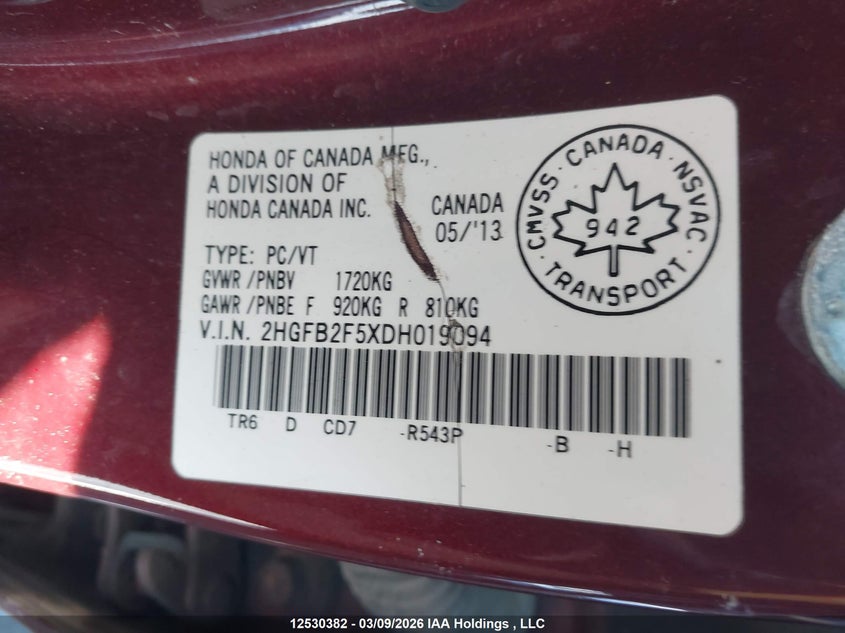 HONDA OF CANADA MFG.,
A DIVISION OF
HONDA CANADA INC.
CANADA
05/'13
TYPE: PC/VT
GVWR /PNBV 1720KG
GAWR /PNBE F 920KG R 810KG
V.I.N. 2HGFB2F5XDH019094
TR6 D CD7 -R543P -B -H
CMVSS · CANADA · NSVAC
942
TRANSPORT
12530382 - 03/09/2026 IAA Holdings , LLC